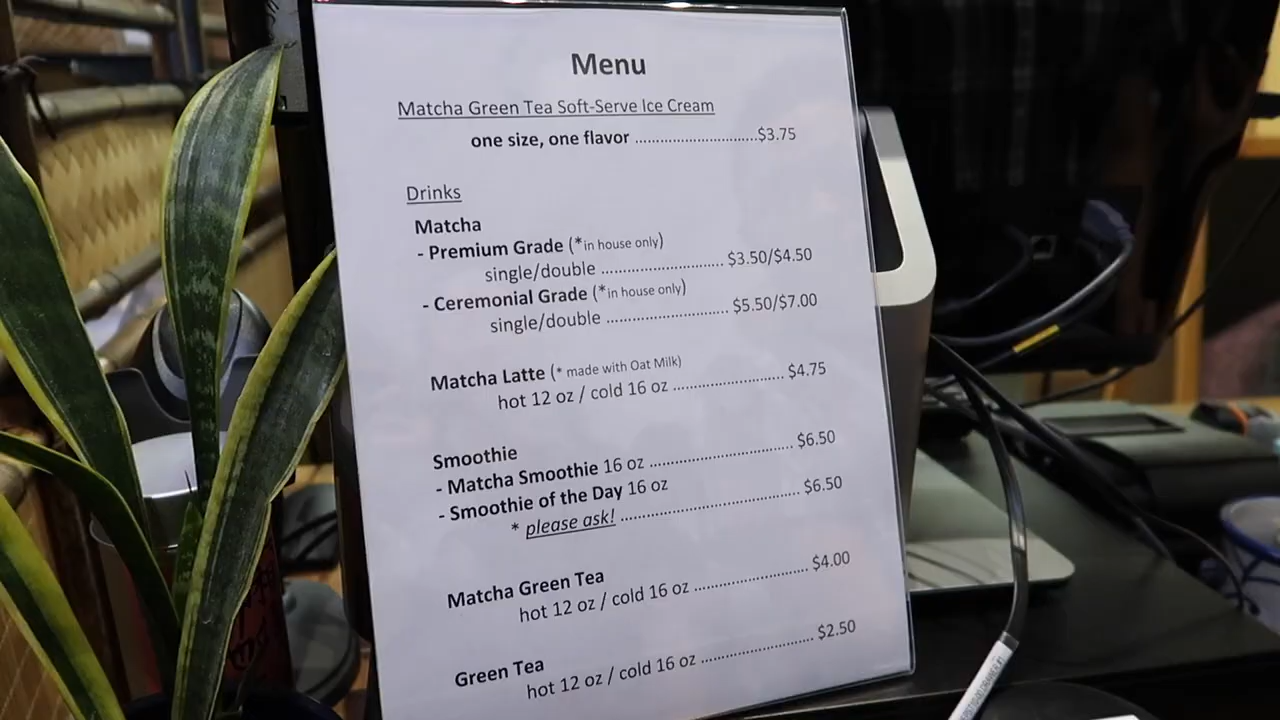 Menu
Matcha Green Tea Soft-Serve Ice Cream
one size, one flavor ..............................$3.75
Drinks
Matcha
- Premium Grade (*in house only)
single/double .............................. $3.50/$4.50
- Ceremonial Grade (*in house only)
single/double .............................. $5.50/$7.00
Matcha Latte (* made with Oat Milk)
hot 12 oz / cold 16 oz ........................... $4.75
Smoothie
- Matcha Smoothie 16 oz ................................... $6.50
- Smoothie of the Day 16 oz
* please ask! ............................................ $6.50
Matcha Green Tea
hot 12 oz / cold 16 oz ........................... $4.00
Green Tea
hot 12 oz / cold 16 oz ........................... $2.50